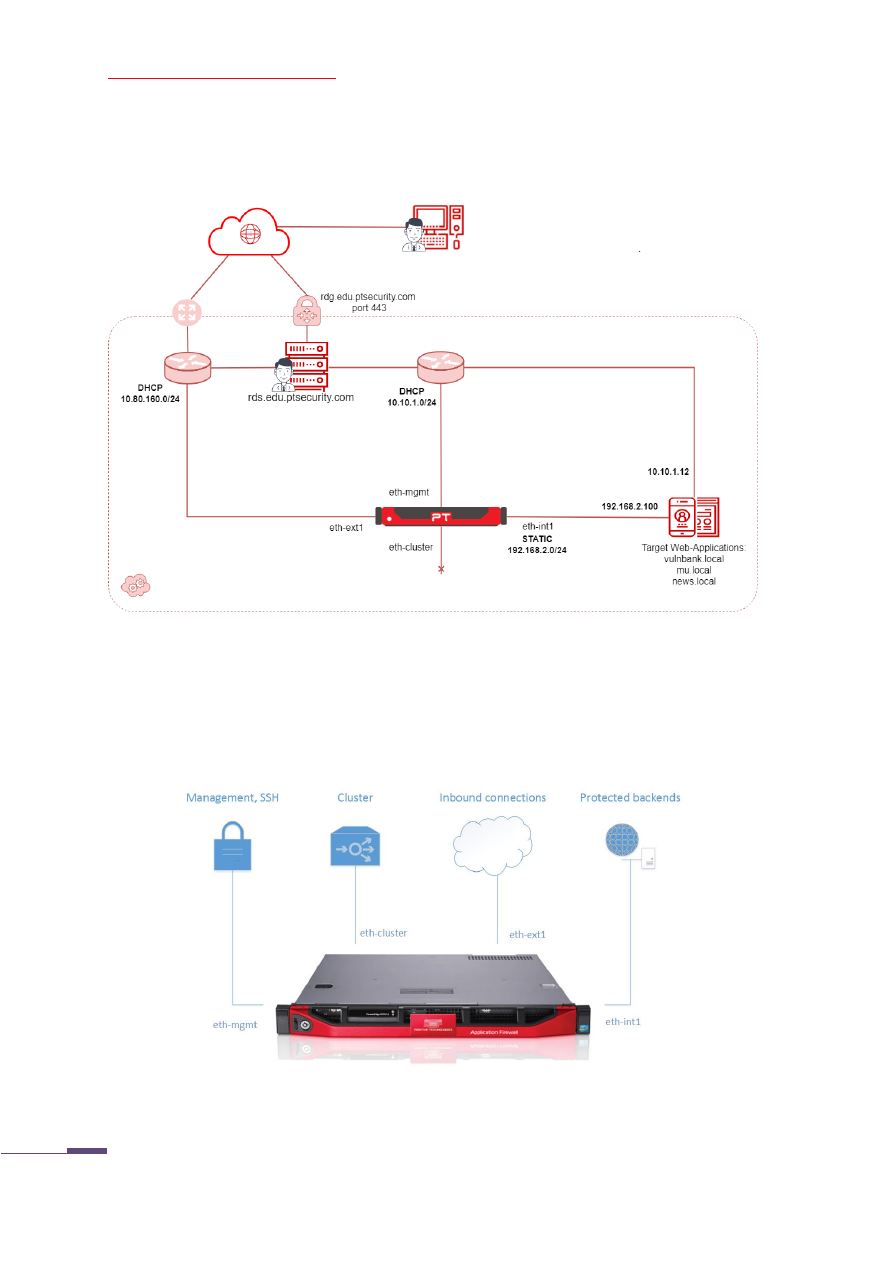 rdg.edu.ptsecurity.com
port 443
DHCP
10.80.160.0/24
rds.edu.ptsecurity.com
DHCP
10.10.1.0/24
10.10.1.12
eth-mgmt
192.168.2.100
PT
eth-ext1
eth-int1
STATIC
192.168.2.0/24
eth-cluster
Target Web-Applications:
vulnbank.local
mu.local
news.local
Management, SSH
Cluster
Inbound connections
Protected backends
eth-cluster
eth-ext1
eth-mgmt
Application Firewall
eth-int1